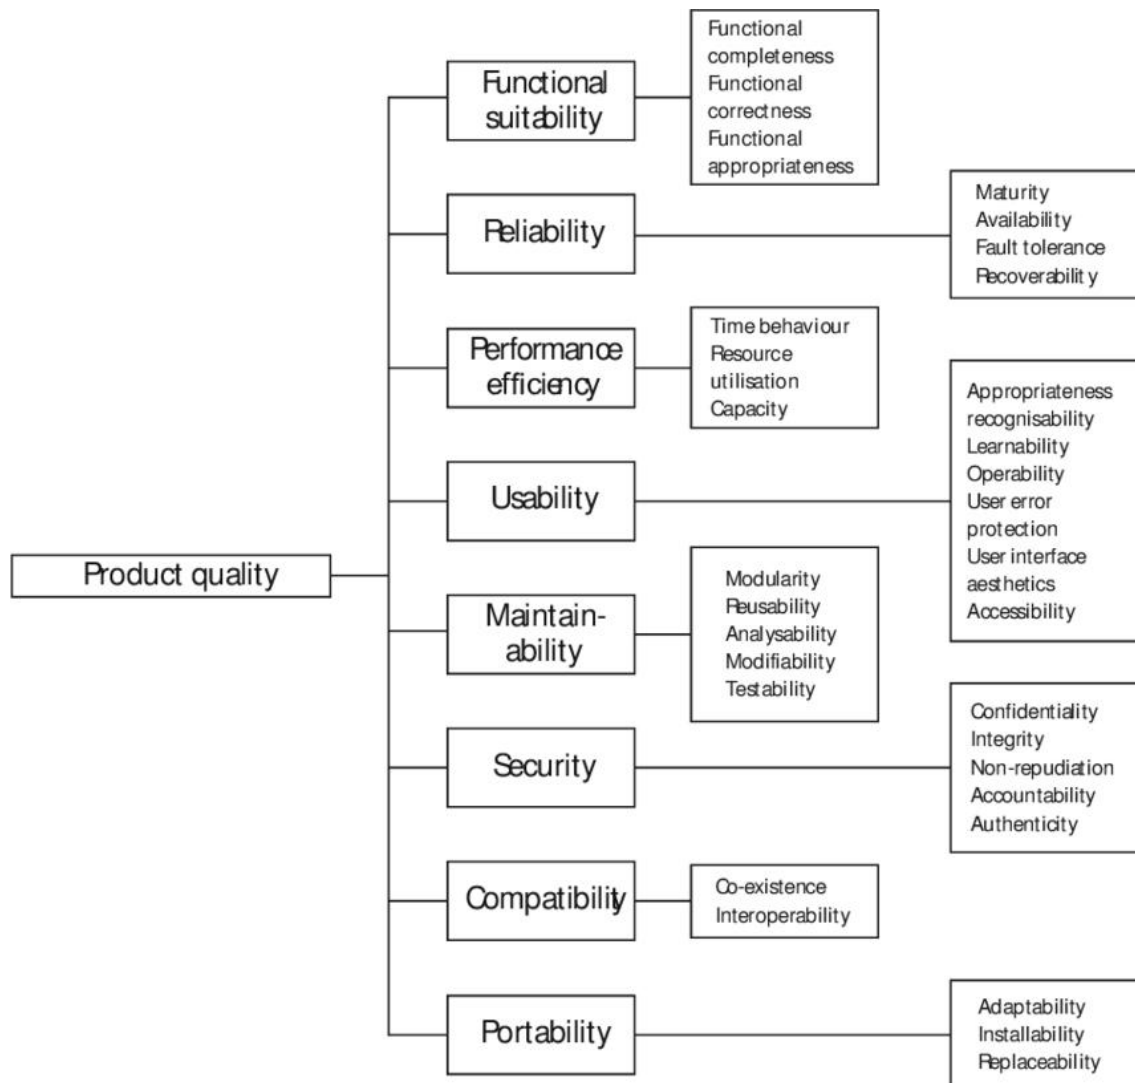 Product quality
Functional
suitability
Functional
completeness
Functional
correctness
Functional
appropriateness
Reliability
Maturity
Availability
Fault tolerance
Recoverability
Performance
efficiency
Time behaviour
Resource
utilisation
Capacity
Usability
Appropriateness
recognisability
Learnability
Operability
User error
protection
User interface
aesthetics
Accessibility
Maintain-
ability
Modularity
Reusability
Analysability
Modifiability
Testability
Security
Confidentiality
Integrity
Non-repudiation
Accountability
Authenticity
Compatibility
Co-existence
Interoperability
Portability
Adaptability
Installability
Replaceability